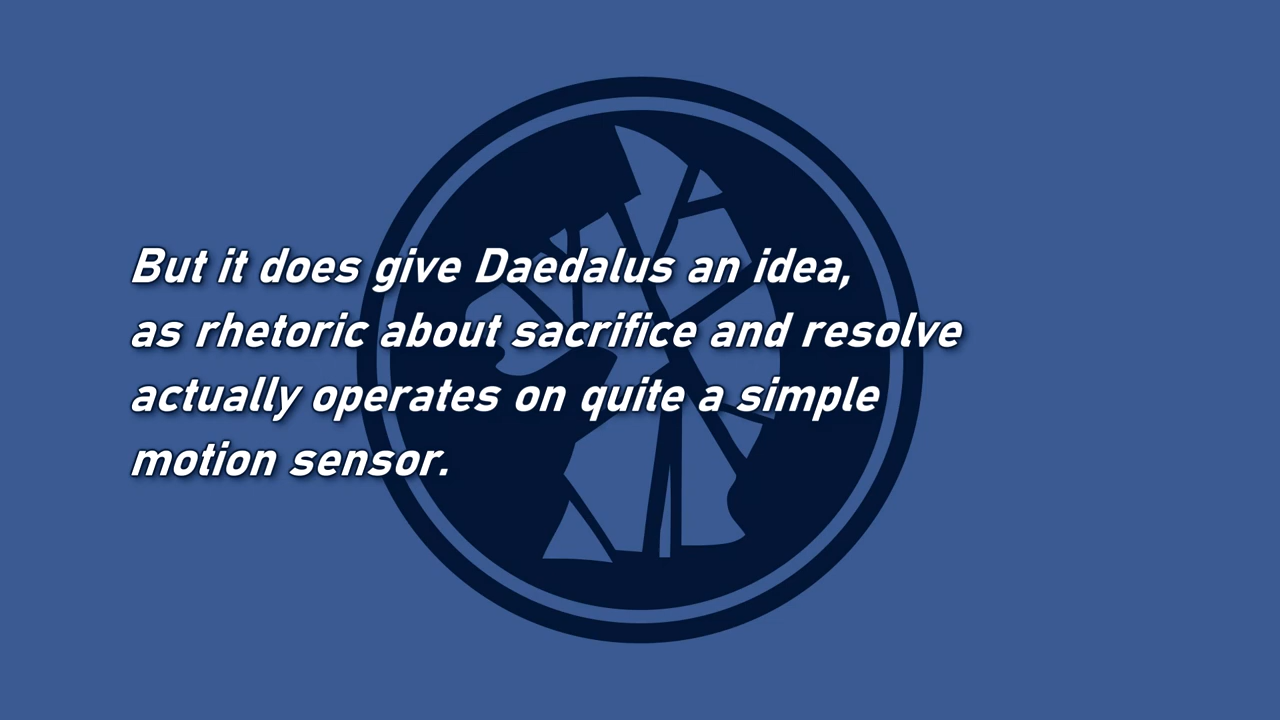 But it does give Daedalus an idea,
as rhetoric about sacrifice and resolve
actually operates on quite a simple
motion sensor.